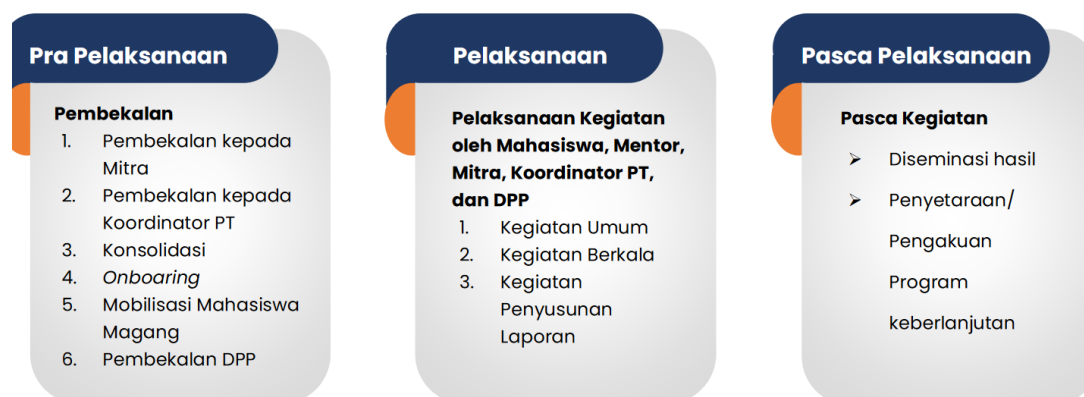 Pra Pelaksanaan
Pembekalan
1. Pembekalan kepada
Mitra
2. Pembekalan kepada
Koordinator PT
3. Konsolidasi
4. Onboaring
5. Mobilisasi Mahasiswa
Magang
6. Pembekalan DPP
Pelaksanaan
Pelaksanaan Kegiatan
oleh Mahasiswa, Mentor,
Mitra, Koordinator PT,
dan DPP
1. Kegiatan Umum
2. Kegiatan Berkala
3. Kegiatan
Penyusunan
Laporan
Pasca Pelaksanaan
Pasca Kegiatan
➢ Diseminasi hasil
➢ Penyetaraan/
Pengakuan
Program
keberlanjutan